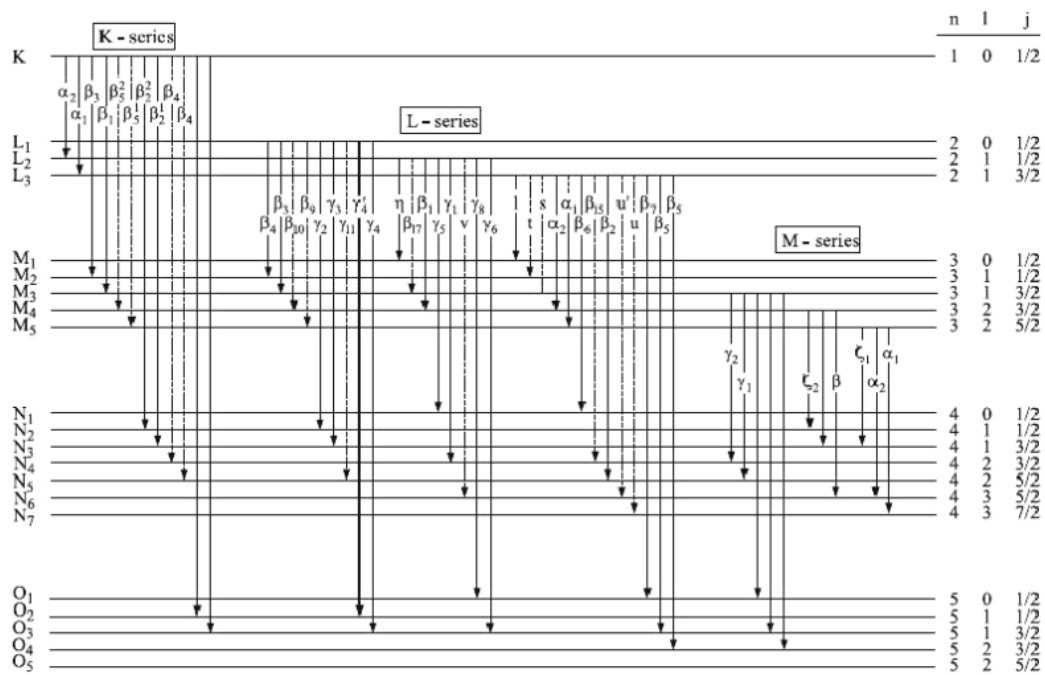 n l j
K - series
K 1 0 1/2
α₂ β₃ β₅² β₂² β₄
α₁ β₁ β₅¹ β₂¹ β₄
L - series
L₁ 2 0 1/2
L₂ 2 1 1/2
L₃ 2 1 3/2
β₃ β₉ γ₃ γ₄' η β₁ γ₁ γ₈ l s α₁ β₁₅ u' β₇ β₅
β₄ β₁₀ γ₂ γ₁₁ γ₄ β₁₇ γ₅ v γ₆ t α₂ β₆ β₂ u β₅
M - series
M₁ 3 0 1/2
M₂ 3 1 1/2
M₃ 3 1 3/2
M₄ 3 2 3/2
M₅ 3 2 5/2
γ₂ ζ₁ α₁
γ₁ ζ₂ β α₂
N₁ 4 0 1/2
N₂ 4 1 1/2
N₃ 4 1 3/2
N₄ 4 2 3/2
N₅ 4 2 5/2
N₆ 4 3 5/2
N₇ 4 3 7/2
O₁ 5 0 1/2
O₂ 5 1 1/2
O₃ 5 1 3/2
O₄ 5 2 3/2
O₅ 5 2 5/2